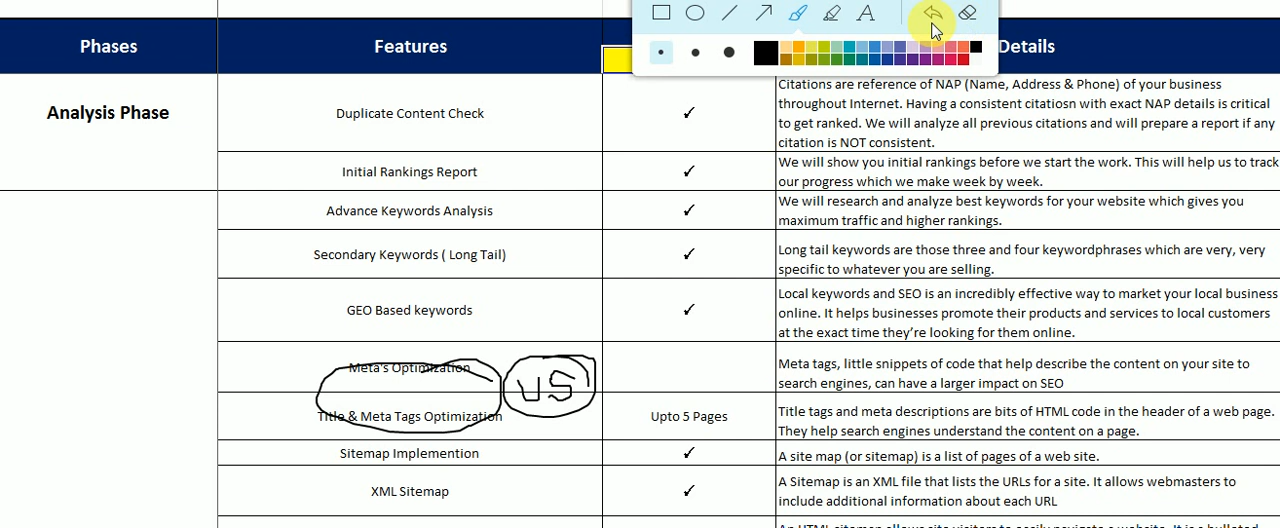 Phases
Features
Details
Analysis Phase
Duplicate Content Check
✓
Citations are reference of NAP (Name, Address & Phone) of your business
throughout Internet. Having a consistent citatiosn with exact NAP details is critical
to get ranked. We will analyze all previous citations and will prepare a report if any
citation is NOT consistent.
Initial Rankings Report
✓
We will show you initial rankings before we start the work. This will help us to track
our progress which we make week by week.
Advance Keywords Analysis
✓
We will research and analyze best keywords for your website which gives you
maximum traffic and higher rankings.
Secondary Keywords ( Long Tail)
✓
Long tail keywords are those three and four keywordphrases which are very, very
specific to whatever you are selling.
GEO Based keywords
✓
Local keywords and SEO is an incredibly effective way to market your local business
online. It helps businesses promote their products and services to local customers
at the exact time they're looking for them online.
Meta's Optimization
US
Meta tags, little snippets of code that help describe the content on your site to
search engines, can have a larger impact on SEO
Title & Meta Tags Optimization
Upto 5 Pages
Title tags and meta descriptions are bits of HTML code in the header of a web page.
They help search engines understand the content on a page.
Sitemap Implemention
✓
A site map (or sitemap) is a list of pages of a web site.
XML Sitemap
✓
A Sitemap is an XML file that lists the URLs for a site. It allows webmasters to
include additional information about each URL